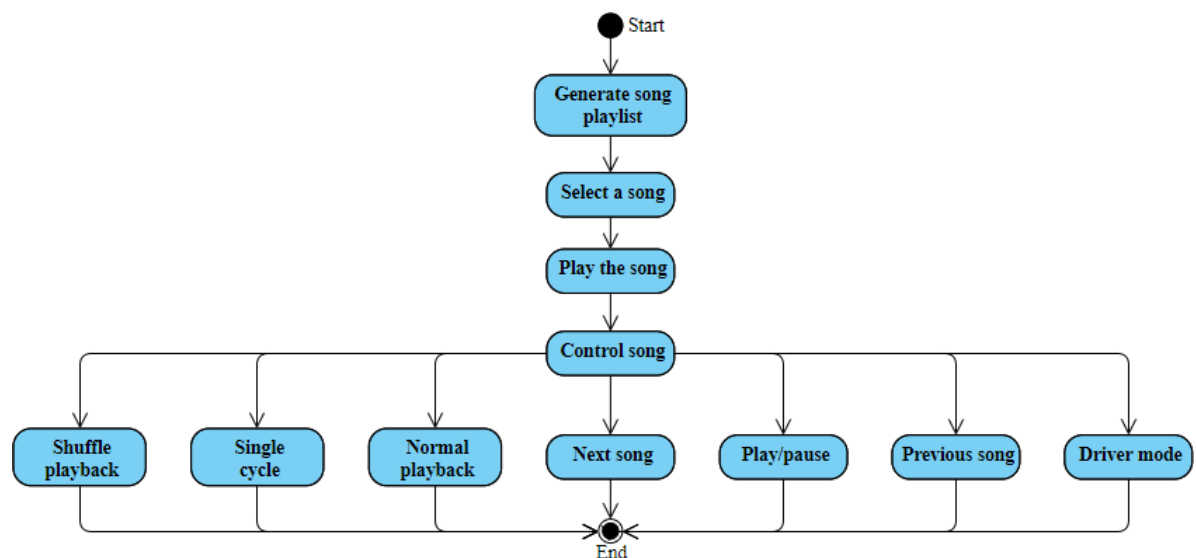 Start
Generate song
playlist
Select a song
Play the song
Control song
Shuffle
playback
Single
cycle
Normal
playback
Next song
Play/pause
Previous song
Driver mode
End